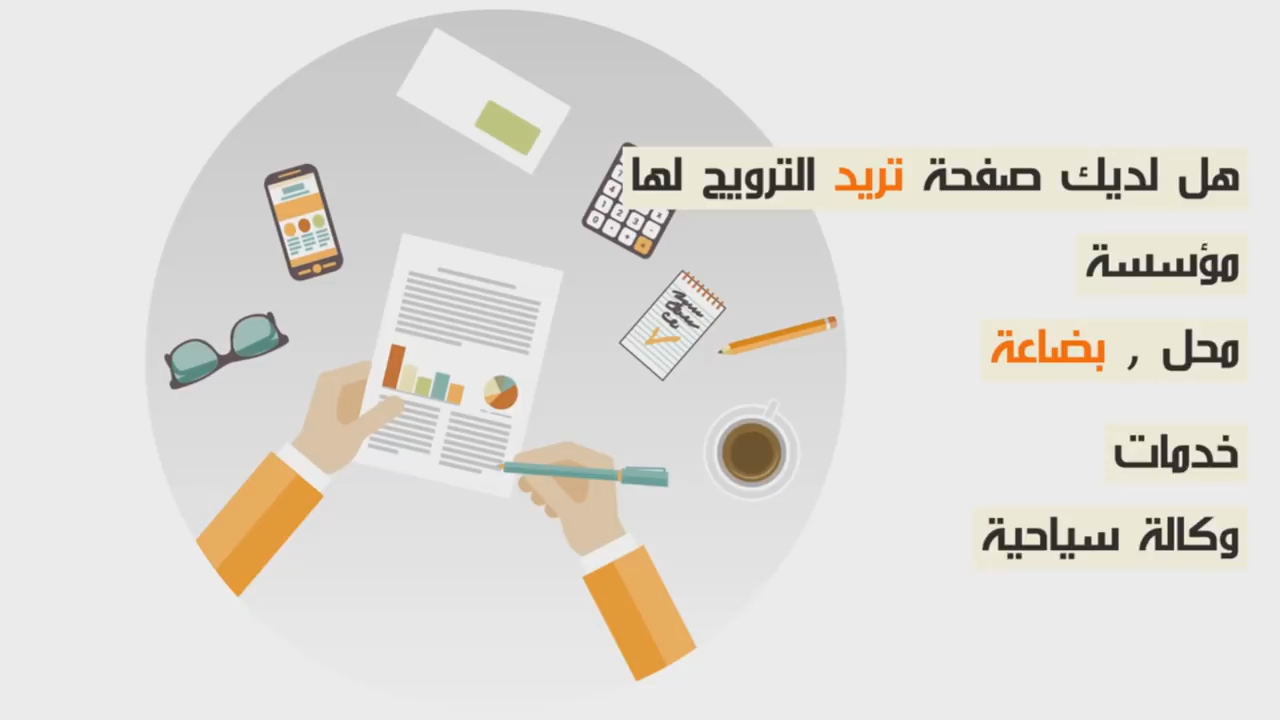 هل لديك صفحة تريد الترويج لها
مؤسسة
محل , بضاعة
خدمات
وكالة سياحية